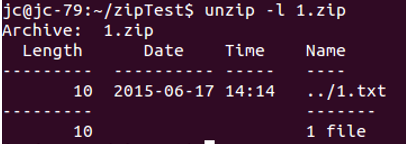 jc@jc-79:~/zipTest$ unzip -l 1.zip
Archive:  1.zip
  Length      Date    Time    Name
---------  ---------- -----   ----
       10  2015-06-17 14:14   ../1.txt
---------                     -------
       10                     1 file